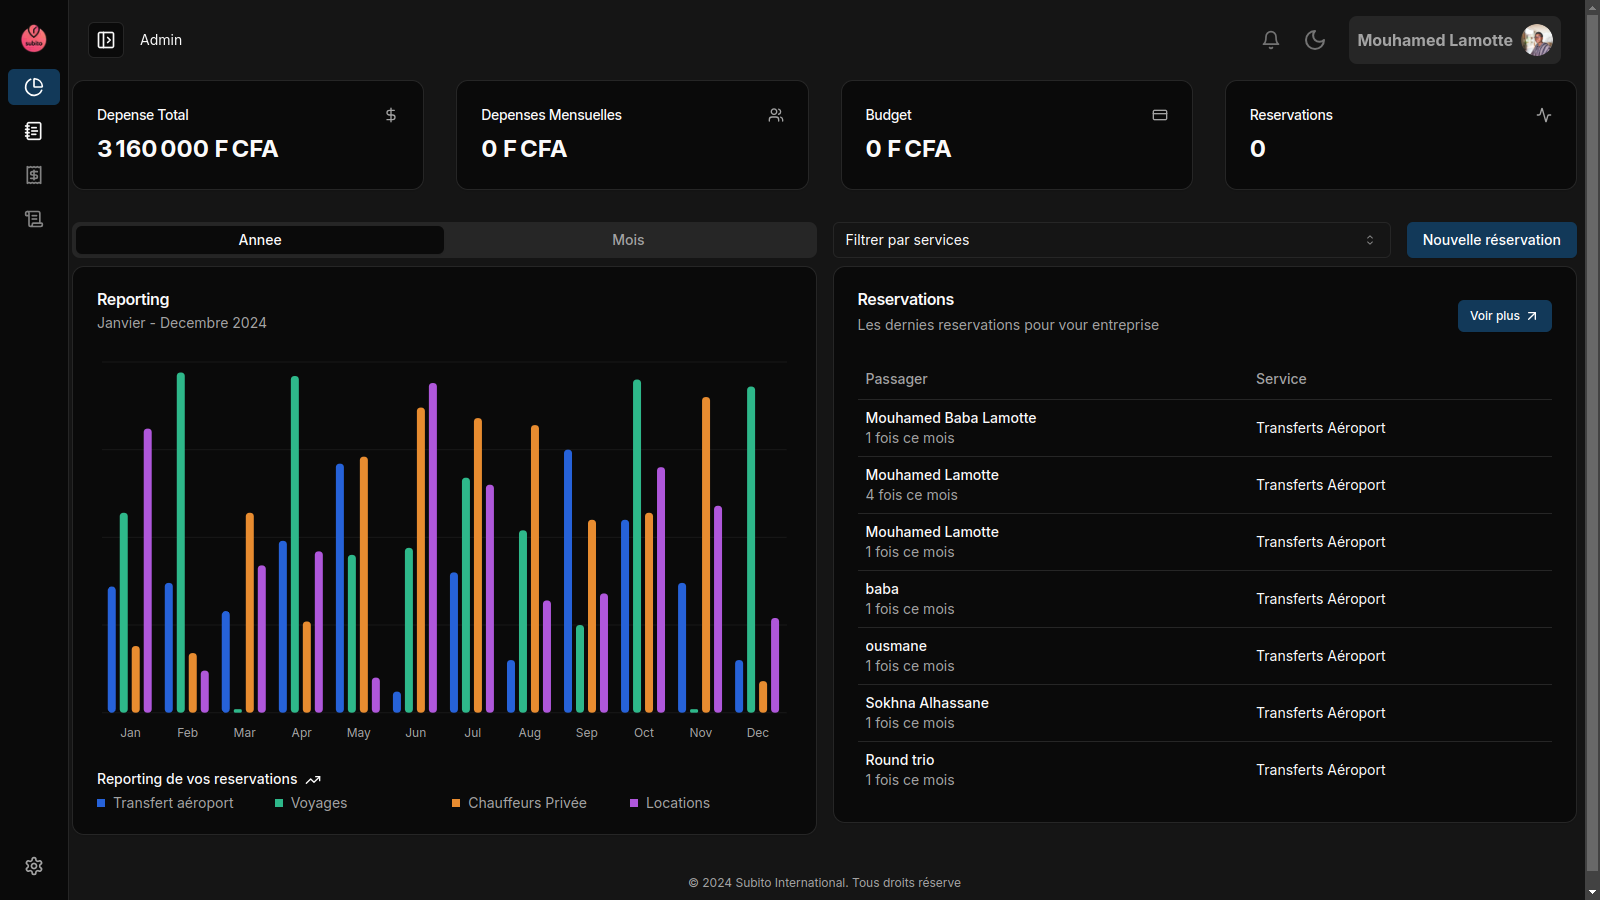 subito
Admin
Mouhamed Lamotte
Depense Total
3 160 000 F CFA
Depenses Mensuelles
0 F CFA
Budget
0 F CFA
Reservations
0
Annee
Mois
Filtrer par services
Nouvelle réservation
Reporting
Janvier - Decembre 2024
Jan Feb Mar Apr May Jun Jul Aug Sep Oct Nov Dec
Reporting de vos reservations
Transfert aéroport Voyages Chauffeurs Privée Locations
Reservations
Les dernies reservations pour vour entreprise
Voir plus
Passager Service
Mouhamed Baba Lamotte
1 fois ce mois
Transferts Aéroport
Mouhamed Lamotte
4 fois ce mois
Transferts Aéroport
Mouhamed Lamotte
1 fois ce mois
Transferts Aéroport
baba
1 fois ce mois
Transferts Aéroport
ousmane
1 fois ce mois
Transferts Aéroport
Sokhna Alhassane
1 fois ce mois
Transferts Aéroport
Round trio
1 fois ce mois
Transferts Aéroport
© 2024 Subito International. Tous droits réserve